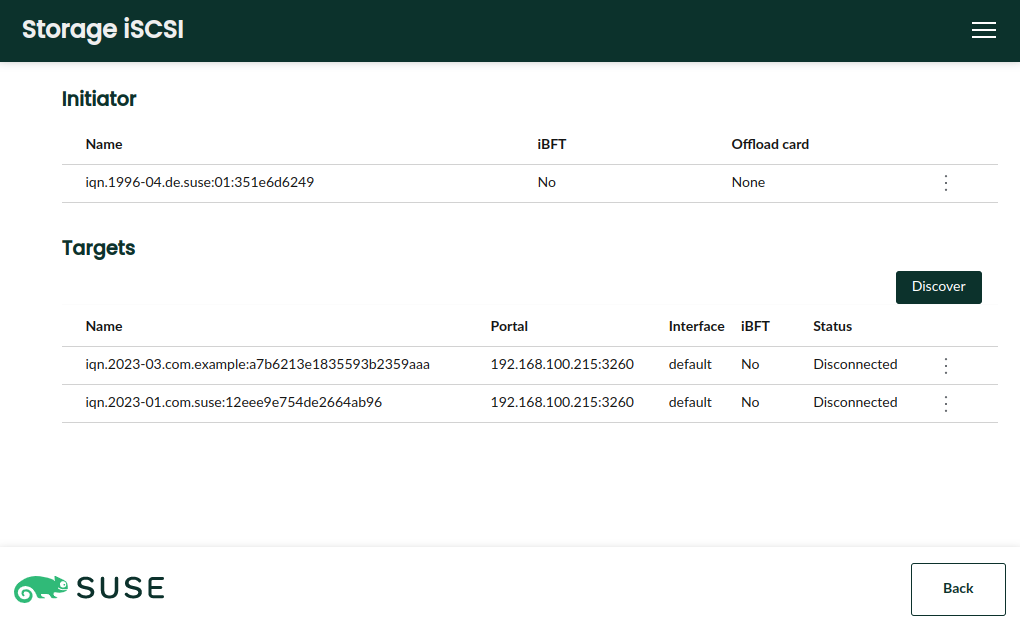 Storage iSCSI
Initiator
Name iBFT Offload card
iqn.1996-04.de.suse:01:351e6d6249 No None
Targets
Discover
Name Portal Interface iBFT Status
iqn.2023-03.com.example:a7b6213e1835593b2359aaa 192.168.100.215:3260 default No Disconnected
iqn.2023-01.com.suse:12eee9e754de2664ab96 192.168.100.215:3260 default No Disconnected
SUSE Back